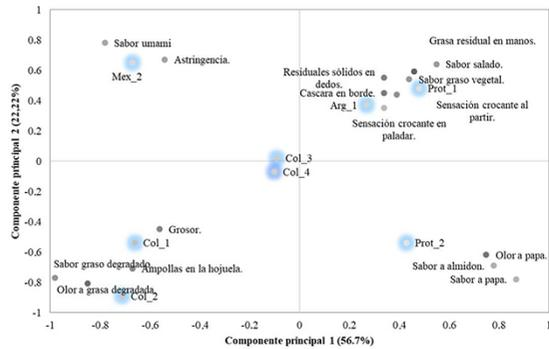 1
0.8
0.6
0.4
0.2
0
-0.2
-0.4
-0.6
-0.8
-1
Componente principal 2 (22,22%)
Sabor umami
Astringencia.
Mex_2
Grasa residual en manos.
Sabor salado.
Residuales sólidos en
dedos.
Sabor graso vegetal.
Cascara en borde.
Prot_1
Arg_1
Sensación crocante al
partir.
Sensación crocante en
paladar.
Col_3
Col_4
Grosor.
Col_1
Prot_2
Sabor graso degradado.
Ampollas en la hojuela.
Olor a papa.
Sabor a almidon.
Sabor a papa.
Olor a grasa degradada.
Col_2
-1 -0.8 -0.6 -0.4 -0.2 0 0.2 0.4 0.6 0.8 1
Componente principal 1 (56.7%)